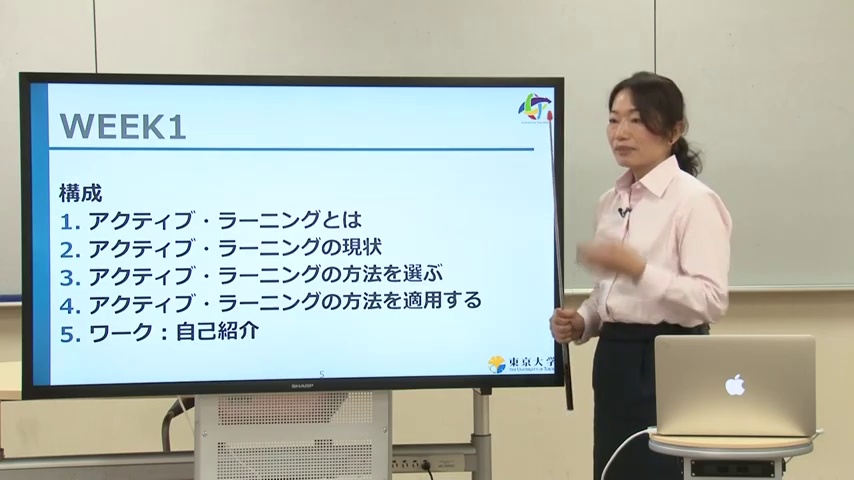 WEEK1
構成
1. アクティブ・ラーニングとは
2. アクティブ・ラーニングの現状
3. アクティブ・ラーニングの方法を選ぶ
4. アクティブ・ラーニングの方法を適用する
5. ワーク：自己紹介
5
東京大学
SHARP